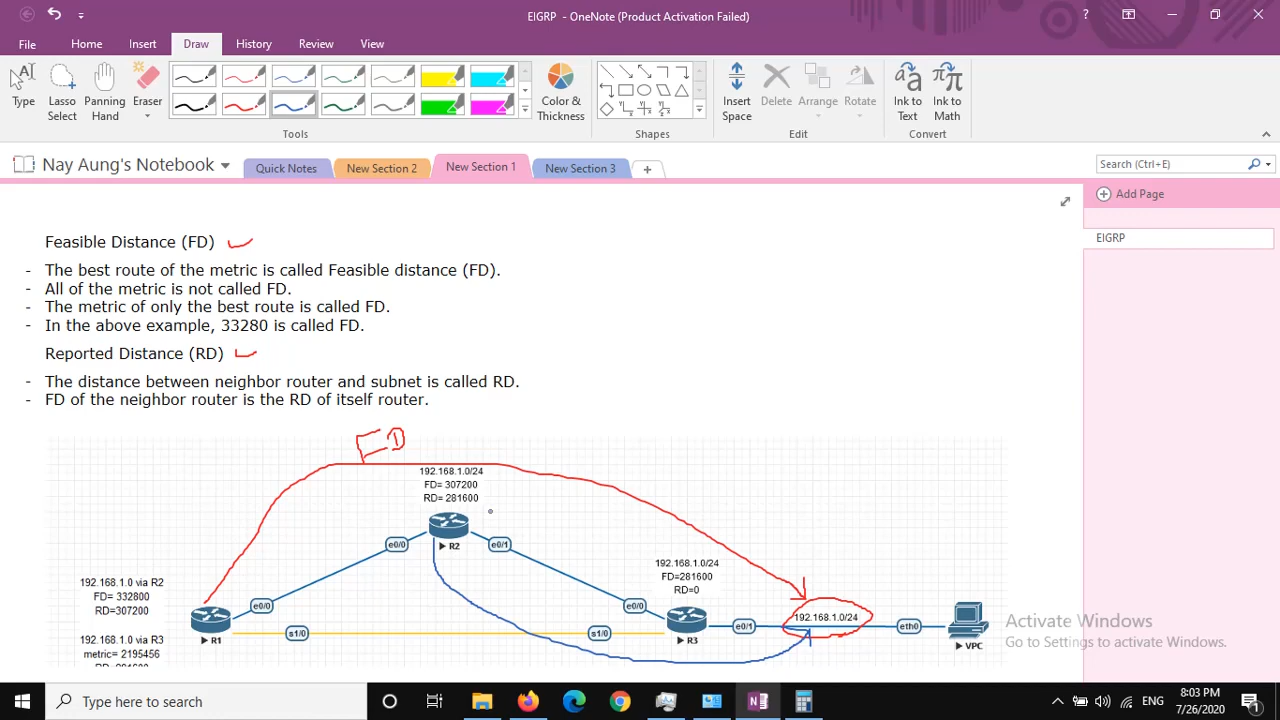 EIGRP - OneNote (Product Activation Failed)
File Home Insert Draw History Review View
Type
Lasso Select
Panning Hand
Eraser
Color & Thickness
Insert Space
Delete
Arrange
Rotate
Ink to Text
Ink to Math
Tools
Shapes
Edit
Convert
Nay Aung's Notebook
Quick Notes
New Section 2
New Section 1
New Section 3
Search (Ctrl+E)
Add Page
EIGRP
Feasible Distance (FD)
- The best route of the metric is called Feasible distance (FD).
- All of the metric is not called FD.
- The metric of only the best route is called FD.
- In the above example, 33280 is called FD.
Reported Distance (RD)
- The distance between neighbor router and subnet is called RD.
- FD of the neighbor router is the RD of itself router.
FD
192.168.1.0/24
FD= 307200
RD= 281600
R2
e0/0
e0/1
192.168.1.0/24
FD=281600
RD=0
192.168.1.0 via R2
FD= 332800
RD=307200
e0/0
e0/0
R1
s1/0
s1/0
R3
e0/1
192.168.1.0/24
eth0
VPC
192.168.1.0 via R3
metric= 2195456
Activate Windows
Go to Settings to activate Windows.
Type here to search
ENG
8:03 PM
7/26/2020
1